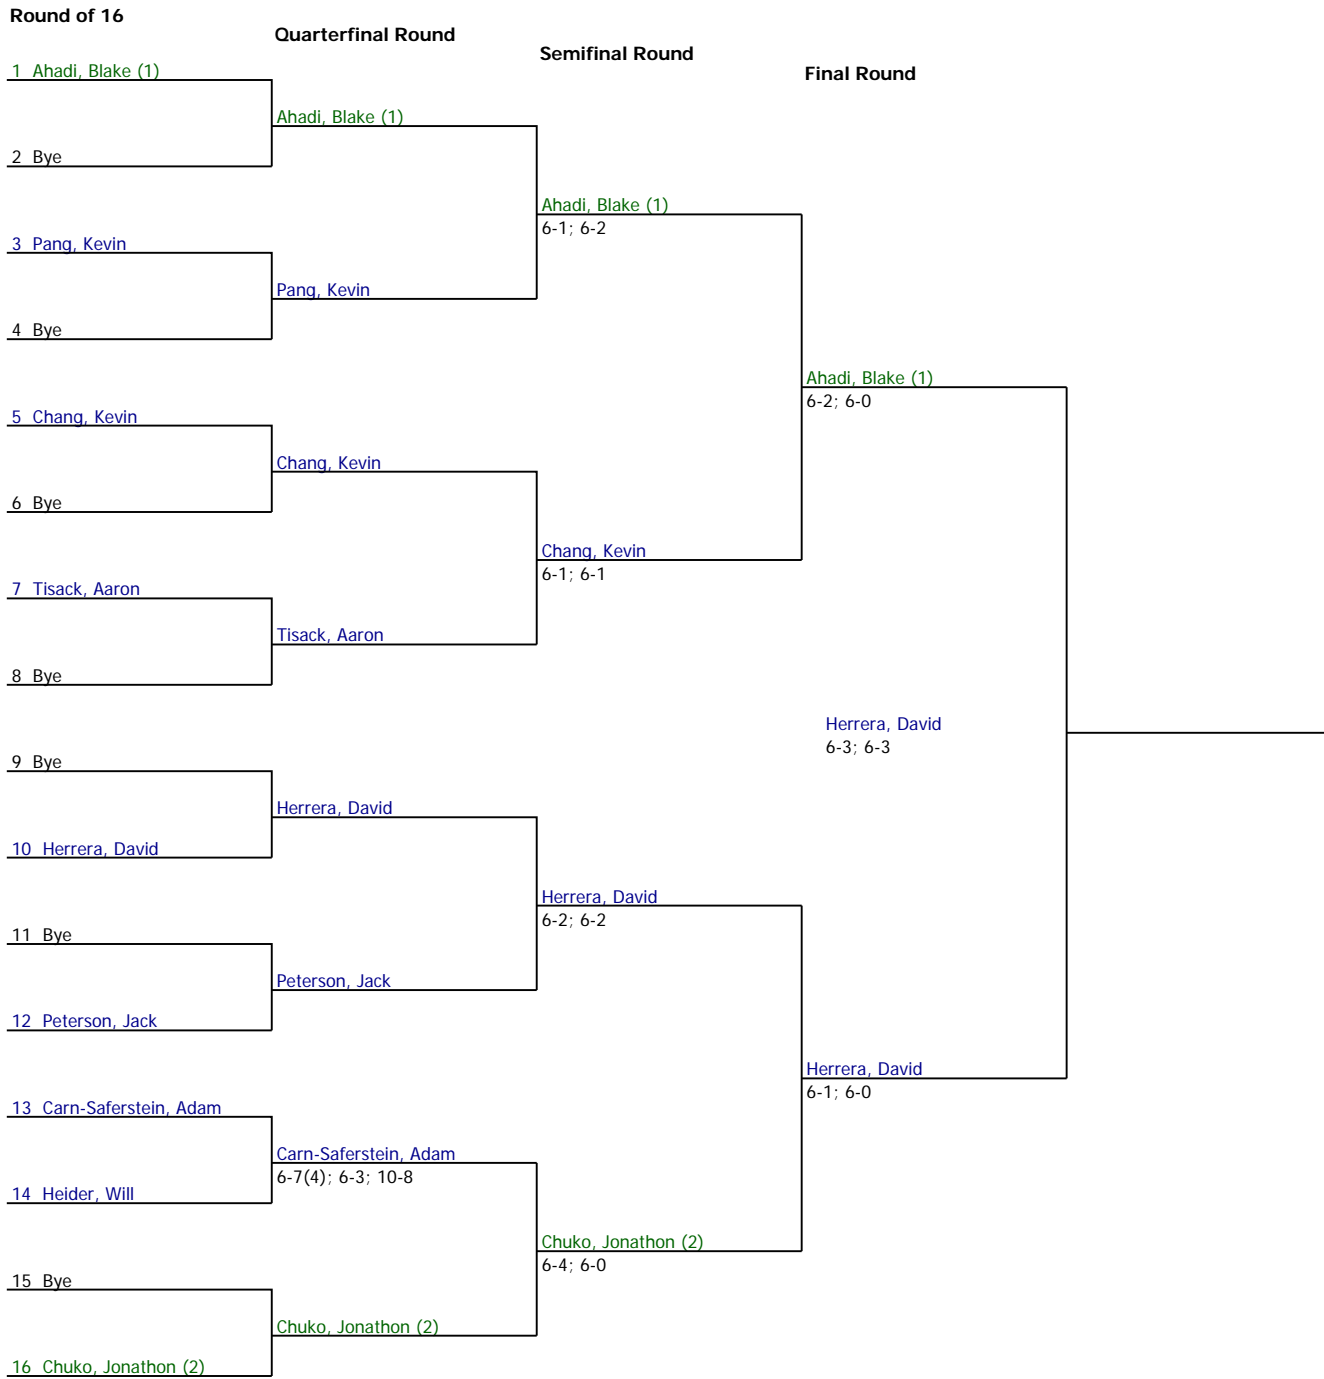 Round of 16
Quarterfinal Round
Semifinal Round
Final Round
1 Ahadi, Blake (1)
Ahadi, Blake (1)
2 Bye
Ahadi, Blake (1)
6-1; 6-2
3 Pang, Kevin
Pang, Kevin
4 Bye
Ahadi, Blake (1)
6-2; 6-0
5 Chang, Kevin
Chang, Kevin
6 Bye
Chang, Kevin
6-1; 6-1
7 Tisack, Aaron
Tisack, Aaron
8 Bye
Herrera, David
6-3; 6-3
9 Bye
Herrera, David
10 Herrera, David
Herrera, David
6-2; 6-2
11 Bye
Peterson, Jack
12 Peterson, Jack
Herrera, David
6-1; 6-0
13 Carn-Saferstein, Adam
Carn-Saferstein, Adam
6-7(4); 6-3; 10-8
14 Heider, Will
Chuko, Jonathon (2)
6-4; 6-0
15 Bye
Chuko, Jonathon (2)
16 Chuko, Jonathon (2)